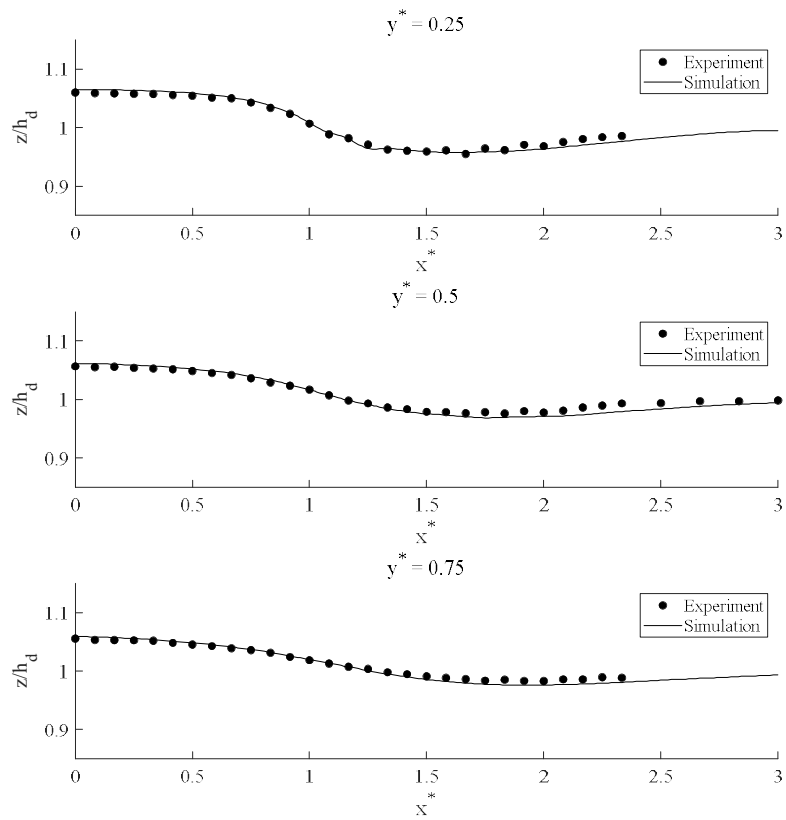 y* = 0.25
Experiment
Simulation
1.1
1
0.9
z/h_d
0 0.5 1 1.5 2 2.5 3
x*
y* = 0.5
Experiment
Simulation
1.1
1
0.9
z/h_d
0 0.5 1 1.5 2 2.5 3
x*
y* = 0.75
Experiment
Simulation
1.1
1
0.9
z/h_d
0 0.5 1 1.5 2 2.5 3
x*